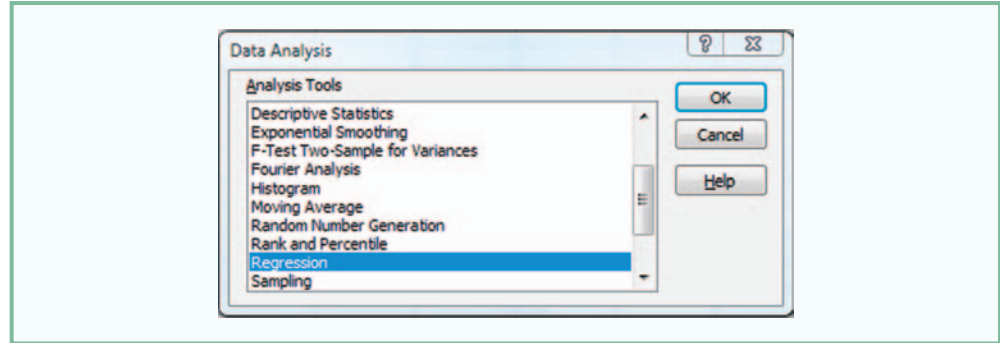 Data Analysis
?
Analysis Tools
Descriptive Statistics
Exponential Smoothing
F-Test Two-Sample for Variances
Fourier Analysis
Histogram
Moving Average
Random Number Generation
Rank and Percentile
Regression
Sampling
OK
Cancel
Help